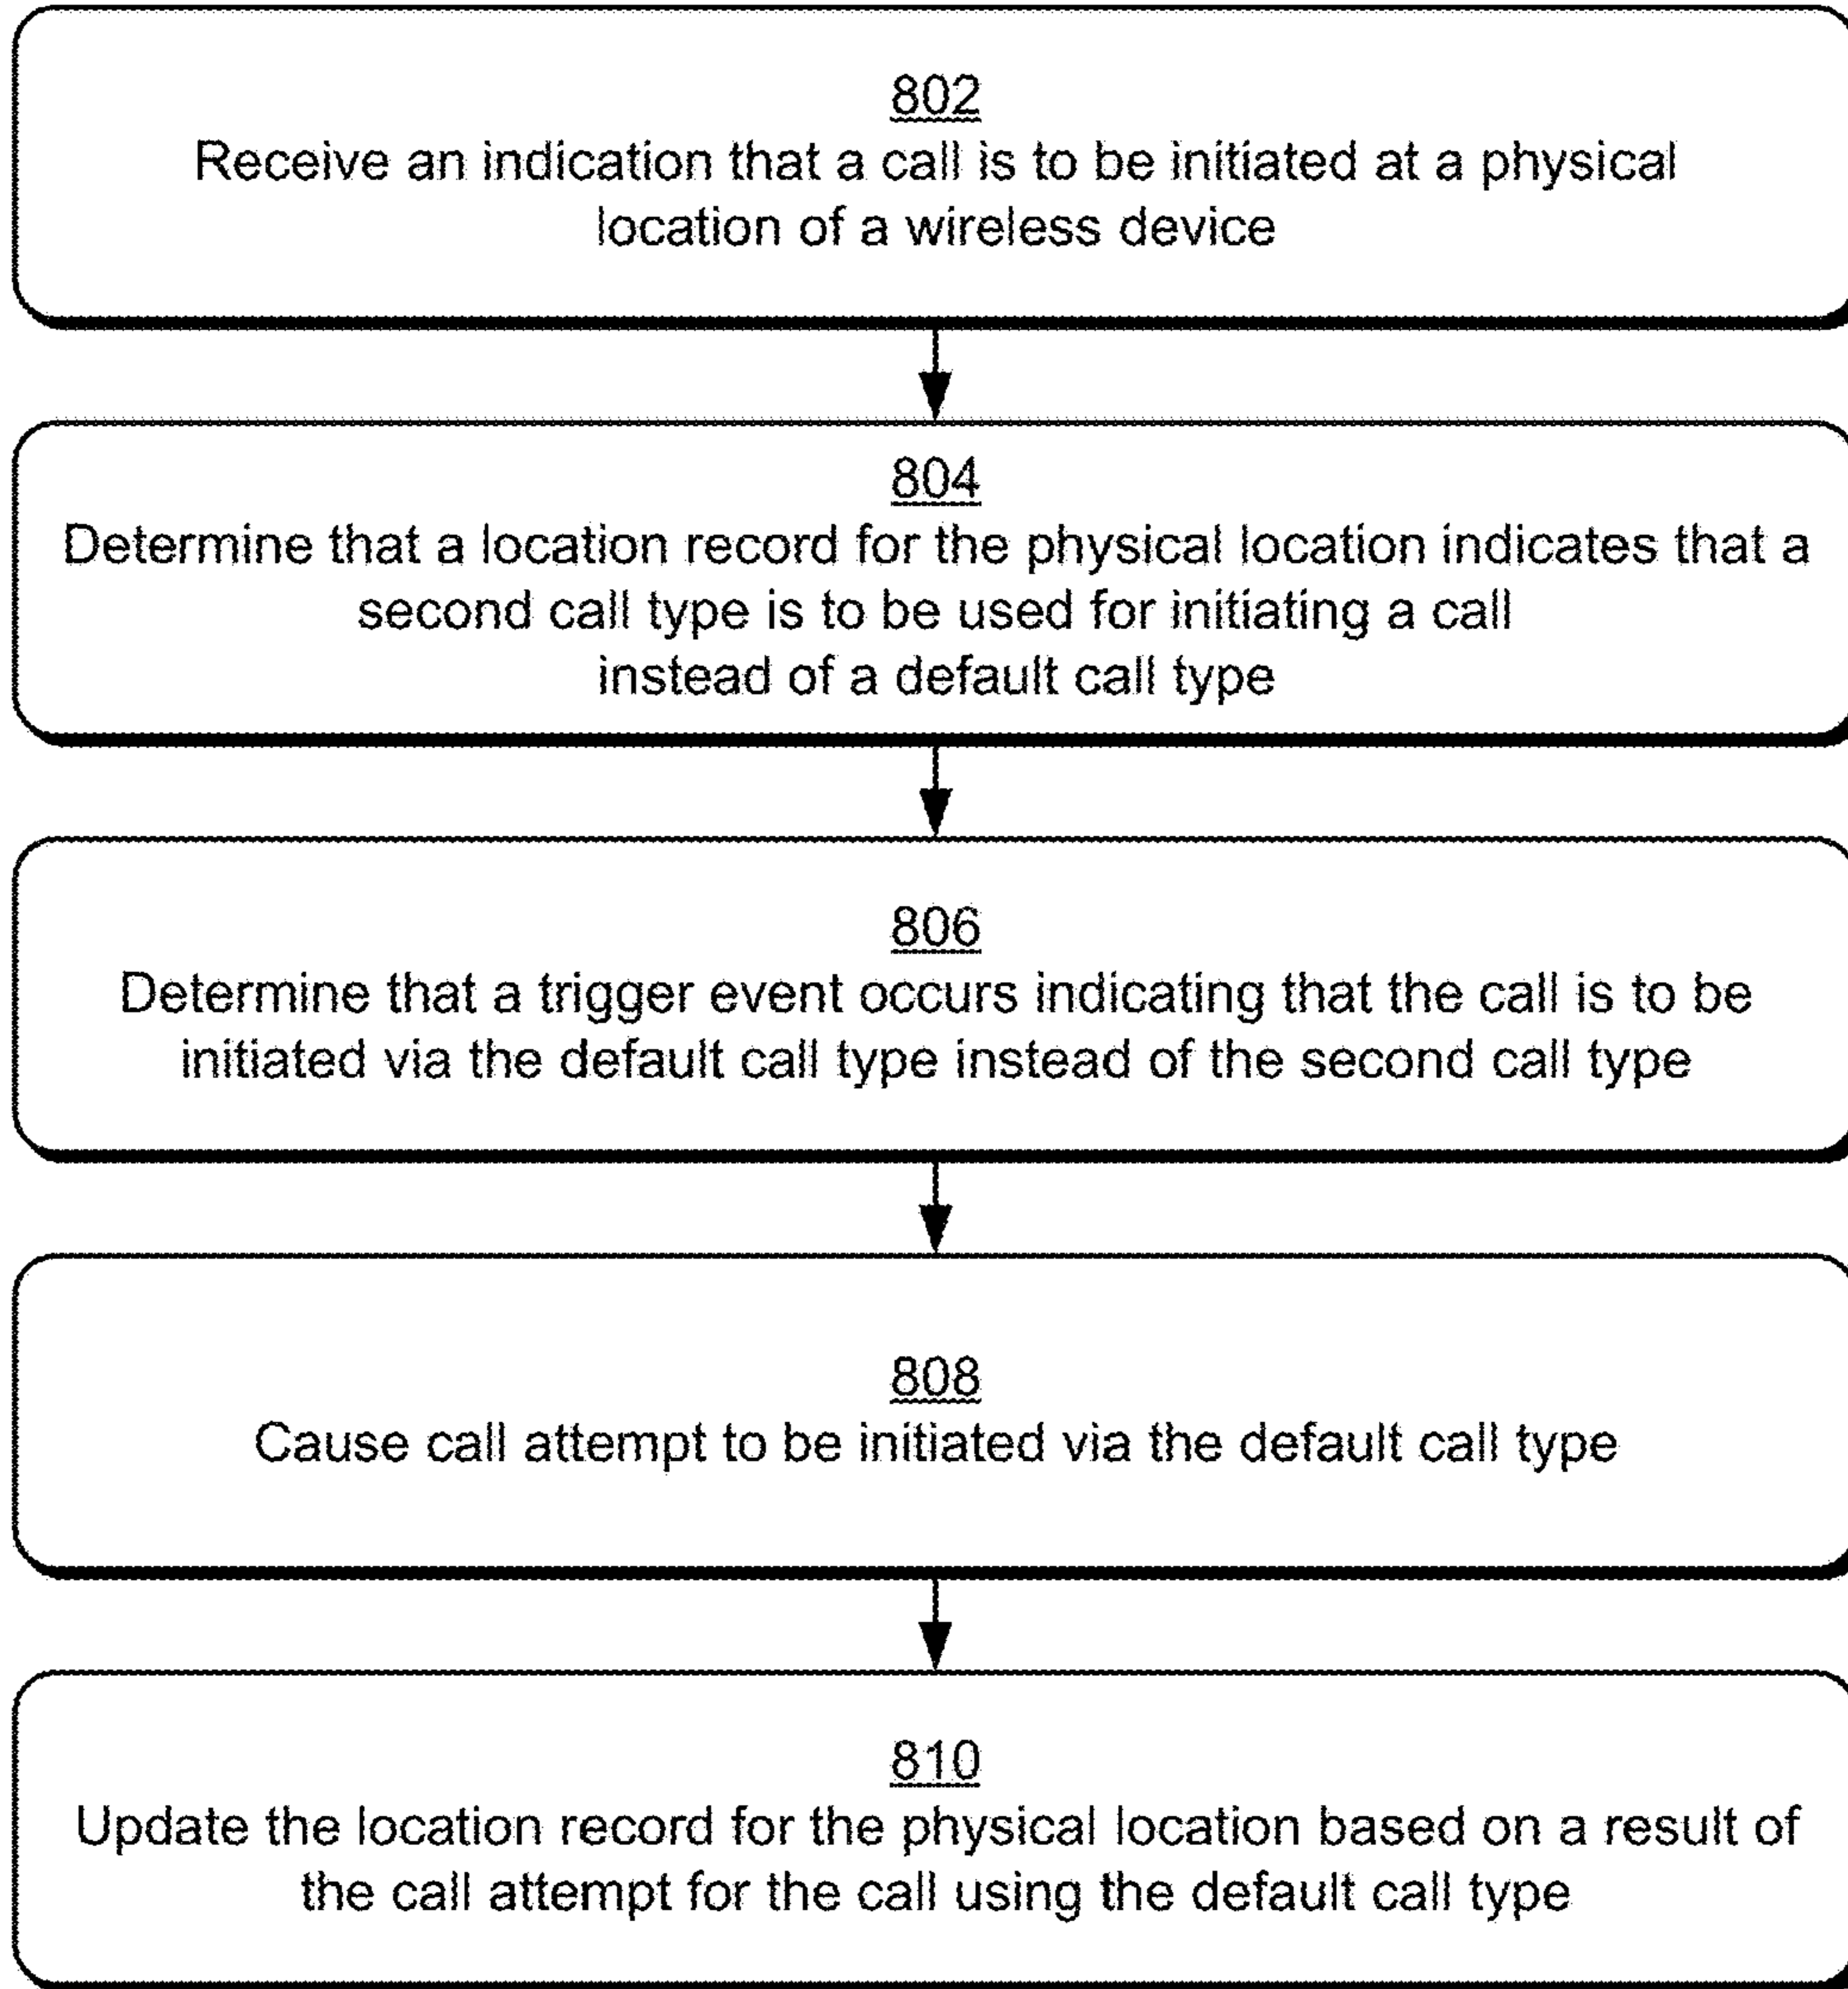 802
Receive an indication that a call is to be initiated at a physical
location of a wireless device
804
Determine that a location record for the physical location indicates that a
second call type is to be used for initiating a call
instead of a default call type
806
Determine that a trigger event occurs indicating that the call is to be
initiated via the default call type instead of the second call type
808
Cause call attempt to be initiated via the default call type
810
Update the location record for the physical location based on a result of
the call attempt for the call using the default call type